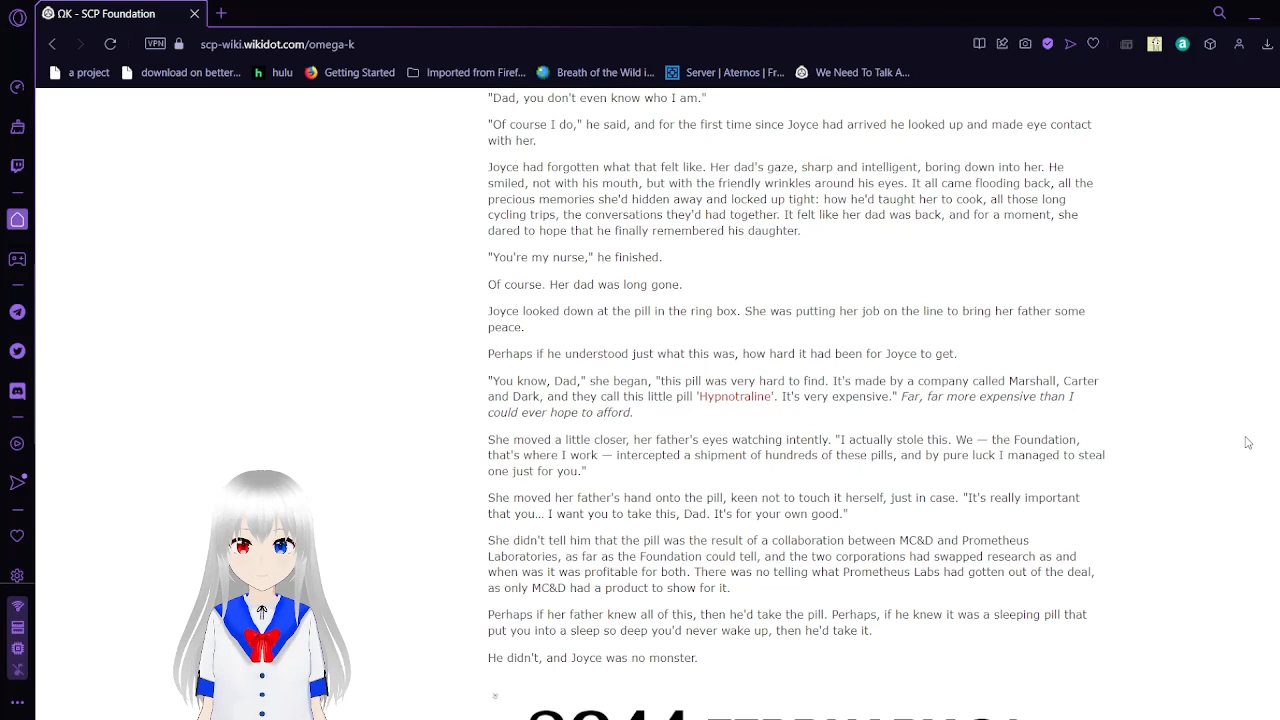 ΩK - SCP Foundation
VPN
scp-wiki.wikidot.com/omega-k
a project
download on better...
hulu
Getting Started
Imported from Firef...
Breath of the Wild i...
Server | Aternos | Fr...
We Need To Talk A...
"Dad, you don't even know who I am."
"Of course I do," he said, and for the first time since Joyce had arrived he looked up and made eye contact
with her.
Joyce had forgotten what that felt like. Her dad's gaze, sharp and intelligent, boring down into her. He
smiled, not with his mouth, but with the friendly wrinkles around his eyes. It all came flooding back, all the
precious memories she'd hidden away and locked up tight: how he'd taught her to cook, all those long
cycling trips, the conversations they'd had together. It felt like her dad was back, and for a moment, she
dared to hope that he finally remembered his daughter.
"You're my nurse," he finished.
Of course. Her dad was long gone.
Joyce looked down at the pill in the ring box. She was putting her job on the line to bring her father some
peace.
Perhaps if he understood just what this was, how hard it had been for Joyce to get.
"You know, Dad," she began, "this pill was very hard to find. It's made by a company called Marshall, Carter
and Dark, and they call this little pill 'Hypnotraline'. It's very expensive." Far, far more expensive than I
could ever hope to afford.
She moved a little closer, her father's eyes watching intently. "I actually stole this. We — the Foundation,
that's where I work — intercepted a shipment of hundreds of these pills, and by pure luck I managed to steal
one just for you."
She moved her father's hand onto the pill, keen not to touch it herself, just in case. "It's really important
that you... I want you to take this, Dad. It's for your own good."
She didn't tell him that the pill was the result of a collaboration between MC&D and Prometheus
Laboratories, as far as the Foundation could tell, and the two corporations had swapped research as and
when was it was profitable for both. There was no telling what Prometheus Labs had gotten out of the deal,
as only MC&D had a product to show for it.
Perhaps if her father knew all of this, then he'd take the pill. Perhaps, if he knew it was a sleeping pill that
put you into a sleep so deep you'd never wake up, then he'd take it.
He didn't, and Joyce was no monster.